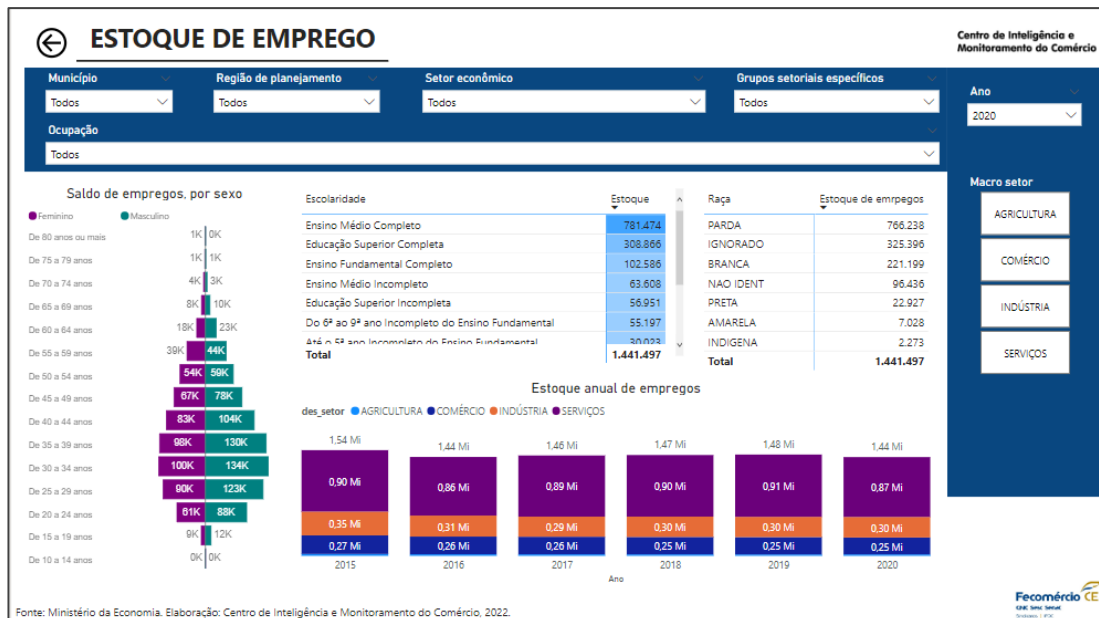 ESTOQUE DE EMPREGO
Centro de Inteligência e
Monitoramento do Comércio
Município
Todos
Região de planejamento
Todos
Setor econômico
Todos
Grupos setoriais específicos
Todos
Ano
2020
Ocupação
Todos
Macro setor
AGRICULTURA
COMÉRCIO
INDÚSTRIA
SERVIÇOS
Saldo de empregos, por sexo
Feminino Masculino
De 80 anos ou mais 1K 0K
De 75 a 79 anos 1K 1K
De 70 a 74 anos 4K 3K
De 65 a 69 anos 8K 10K
De 60 a 64 anos 18K 23K
De 55 a 59 anos 39K 44K
De 50 a 54 anos 54K 59K
De 45 a 49 anos 67K 78K
De 40 a 44 anos 83K 104K
De 35 a 39 anos 98K 130K
De 30 a 34 anos 100K 134K
De 25 a 29 anos 90K 123K
De 20 a 24 anos 61K 88K
De 15 a 19 anos 9K 12K
De 10 a 14 anos 0K 0K
Escolaridade Estoque
Ensino Médio Completo 781.474
Educação Superior Completa 308.866
Ensino Fundamental Completo 102.586
Ensino Médio Incompleto 63.608
Educação Superior Incompleta 56.951
Do 6ª ao 9ª ano Incompleto do Ensino Fundamental 55.197
Até o 5ª ano Incompleto do Ensino Fundamental 30.023
Total 1.441.497
Raça Estoque de emrpegos
PARDA 766.238
IGNORADO 325.396
BRANCA 221.199
NAO IDENT 96.436
PRETA 22.927
AMARELA 7.028
INDIGENA 2.273
Total 1.441.497
Estoque anual de empregos
des_setor AGRICULTURA COMÉRCIO INDÚSTRIA SERVIÇOS
1,54 Mi 1,44 Mi 1,46 Mi 1,47 Mi 1,48 Mi 1,44 Mi
0,90 Mi 0,86 Mi 0,89 Mi 0,90 Mi 0,91 Mi 0,87 Mi
0,35 Mi 0,31 Mi 0,29 Mi 0,30 Mi 0,30 Mi 0,30 Mi
0,27 Mi 0,26 Mi 0,26 Mi 0,25 Mi 0,25 Mi 0,25 Mi
2015 2016 2017 2018 2019 2020
Ano
Fonte: Ministério da Economia. Elaboração: Centro de Inteligência e Monitoramento do Comércio, 2022.
Fecomércio CE
CNC Sesc Senac